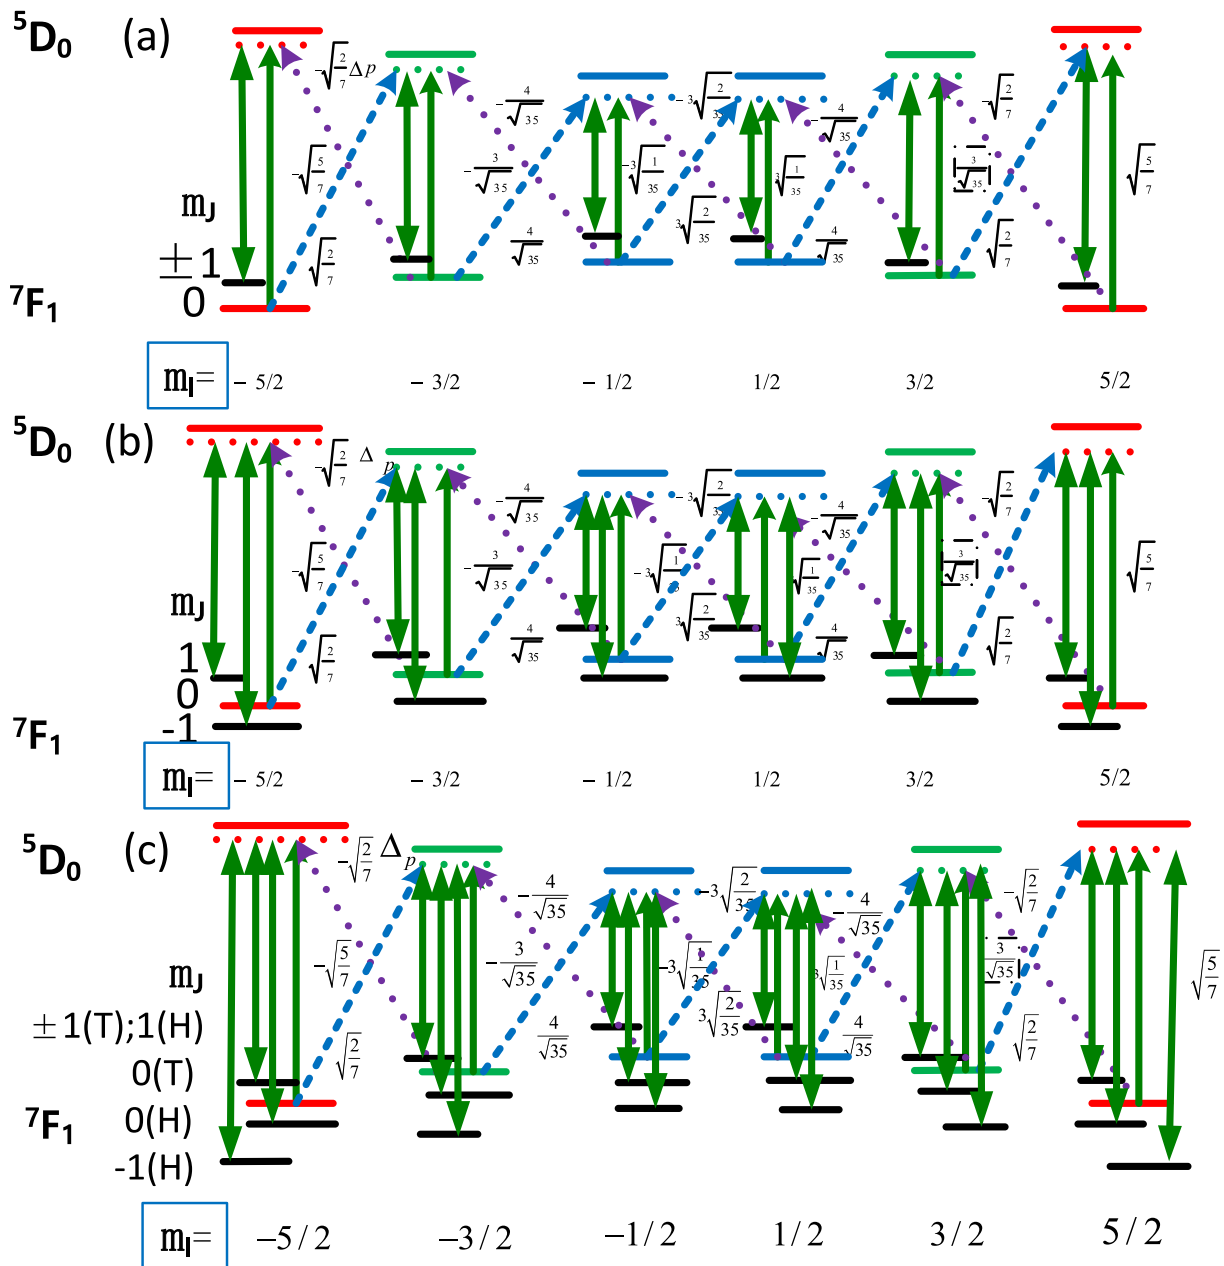 ⁵D₀ (a)
-√(2/7) Δp
-4/√35
-3√(2/35)
-4/√35
-√(2/7)
-√(5/7)
-3/√35
-3√(1/35)
3√(1/35)
3/√35
√(5/7)
mJ
±1
0
√(2/7)
4/√35
3√(2/35)
4/√35
√(2/7)
⁷F₁
mI= − 5/2 − 3/2 − 1/2 1/2 3/2 5/2
⁵D₀ (b)
-√(2/7) Δp
-4/√35
-3√(2/35)
-4/√35
-√(2/7)
-√(5/7)
-3/√35
-3√(1/35)
√(1/35)
3/√35
√(5/7)
mJ
1
0
-1
√(2/7)
4/√35
3√(2/35)
4/√35
√(2/7)
⁷F₁
mI= − 5/2 − 3/2 − 1/2 1/2 3/2 5/2
⁵D₀ (c)
-√(2/7) Δp
-4/√35
-3√(2/35)
-4/√35
-√(2/7)
-√(5/7)
-3/√35
-3√(1/35)
3√(1/35)
3/√35
√(5/7)
mJ
±1(T);1(H)
0(T)
0(H)
-1(H)
√(2/7)
4/√35
3√(2/35)
4/√35
√(2/7)
⁷F₁
mI= −5/2 −3/2 −1/2 1/2 3/2 5/2